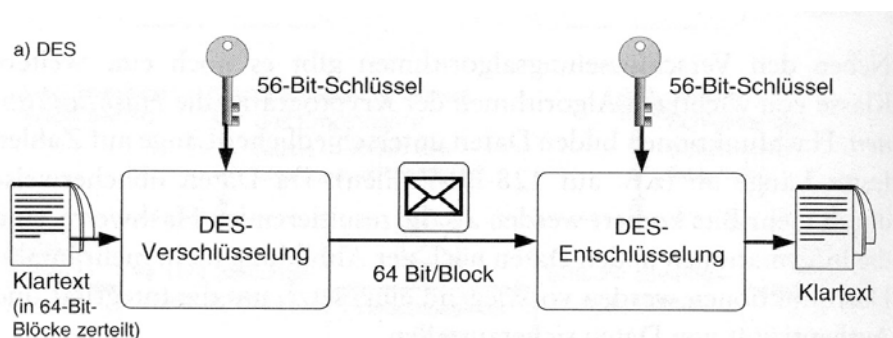 a) DES
56-Bit-Schlüssel
56-Bit-Schlüssel
DES-
Verschlüsselung
DES-
Entschlüsselung
64 Bit/Block
Klartext
(in 64-Bit-
Blöcke zerteilt)
Klartext